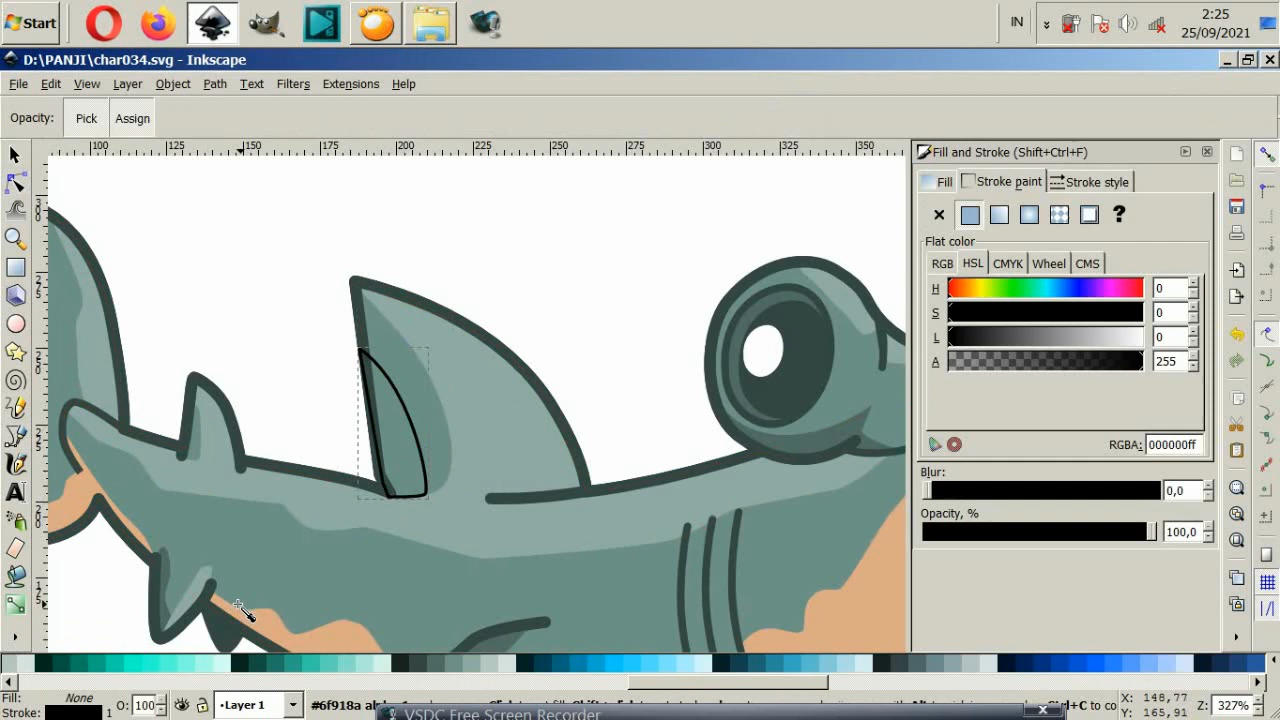 Start
IN
2:25
25/09/2021
D:\PANJI\char034.svg - Inkscape
File Edit View Layer Object Path Text Filters Extensions Help
Opacity: Pick Assign
100 125 150 175 200 225 250 275 300 325 350
Fill and Stroke (Shift+Ctrl+F)
Fill Stroke paint Stroke style
?
Flat color
RGB HSL CMYK Wheel CMS
H 0
S 0
L 0
A 255
RGBA: 000000ff
Blur:
0,0
Opacity, %
100,0
Fill: None
Stroke: 1
O: 100
•Layer 1
#6f918a
X: 148,77
Y: 165,91
Z: 327%
VSDC Free Screen Recorder